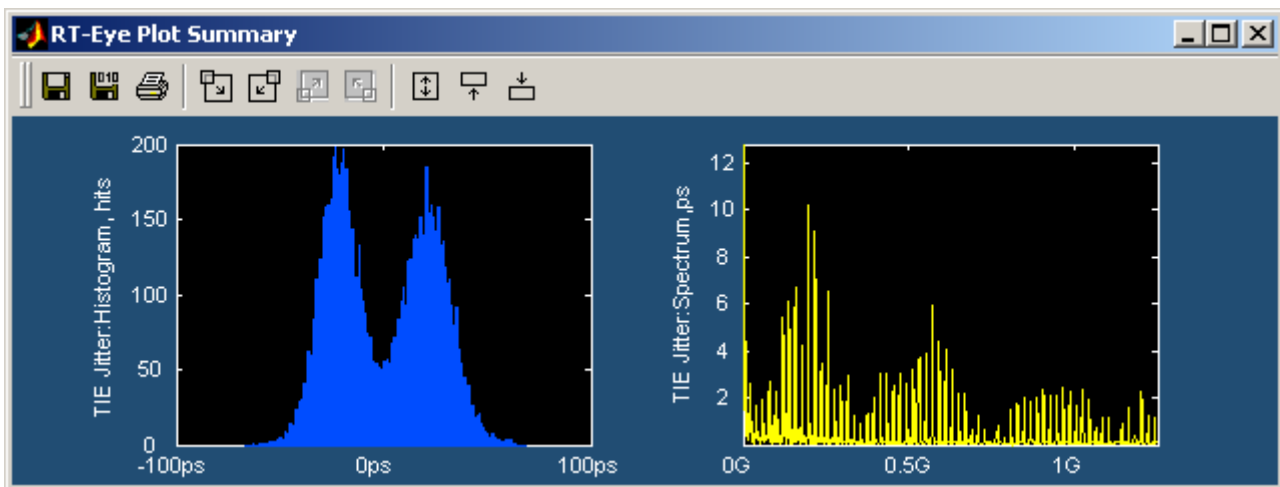 RT-Eye Plot Summary
010
TIE Jitter:Histogram, hits
200
150
100
50
0
-100ps
0ps
100ps
TIE Jitter:Spectrum,ps
12
10
8
6
4
2
0G
0.5G
1G